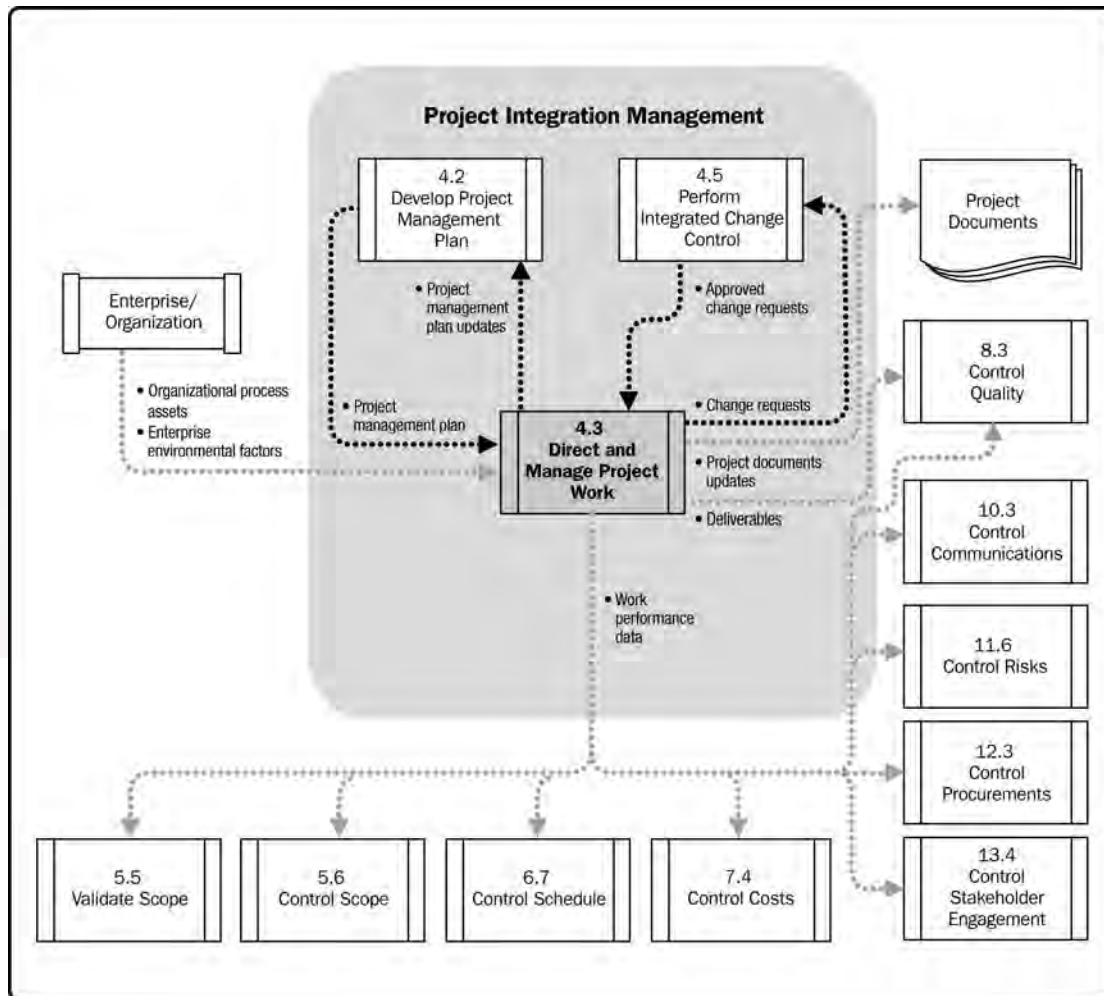 Project Integration Management
4.2
Develop Project
Management
Plan
4.5
Perform
Integrated Change
Control
Project
Documents
Enterprise/
Organization
• Project
management
plan updates
• Approved
change requests
8.3
Control
Quality
• Organizational process
assets
• Enterprise
environmental factors
• Project
management plan
4.3
Direct and
Manage Project
Work
• Change requests
• Project documents
updates
• Deliverables
10.3
Control
Communications
• Work
performance
data
11.6
Control Risks
12.3
Control
Procurements
5.5
Validate Scope
5.6
Control Scope
6.7
Control Schedule
7.4
Control Costs
13.4
Control
Stakeholder
Engagement